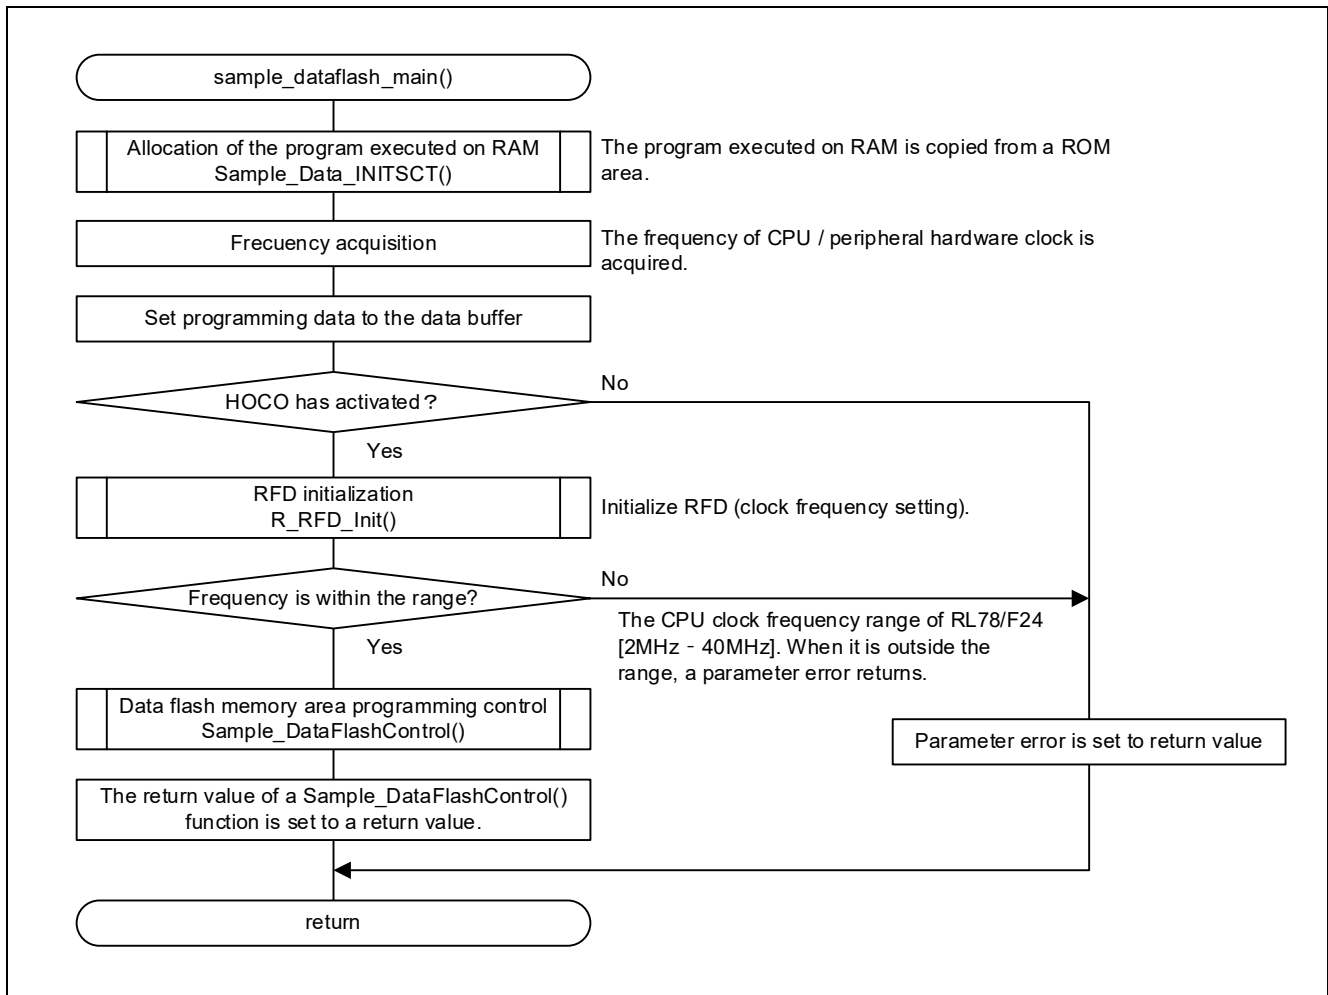 sample_dataflash_main()
Allocation of the program executed on RAM
Sample_Data_INITSCT()
The program executed on RAM is copied from a ROM
area.
Frecuency acquisition
The frequency of CPU / peripheral hardware clock is
acquired.
Set programming data to the data buffer
HOCO has activated？
No
Yes
RFD initialization
R_RFD_Init()
Initialize RFD (clock frequency setting).
Frequency is within the range?
No
Yes
The CPU clock frequency range of RL78/F24
[2MHz - 40MHz]. When it is outside the
range, a parameter error returns.
Data flash memory area programming control
Sample_DataFlashControl()
Parameter error is set to return value
The return value of a Sample_DataFlashControl()
function is set to a return value.
return